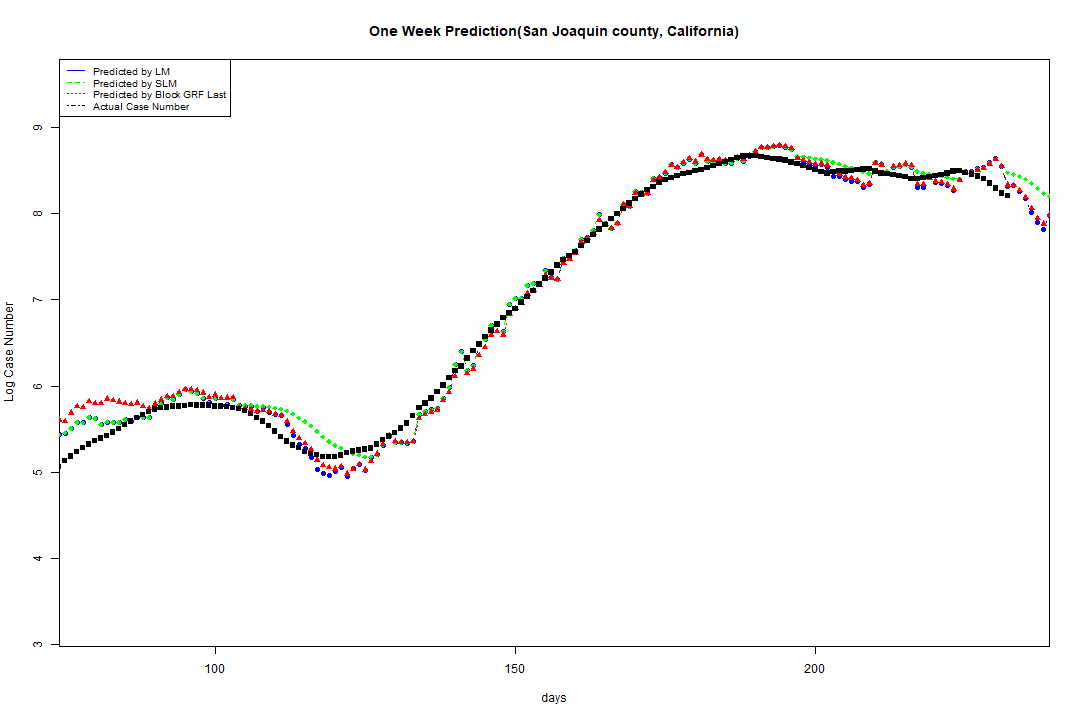 One Week Prediction(San Joaquin county, California)
Predicted by LM
Predicted by SLM
Predicted by Block GRF Last
Actual Case Number
9
8
7
6
5
4
3
Log Case Number
100 150 200
days